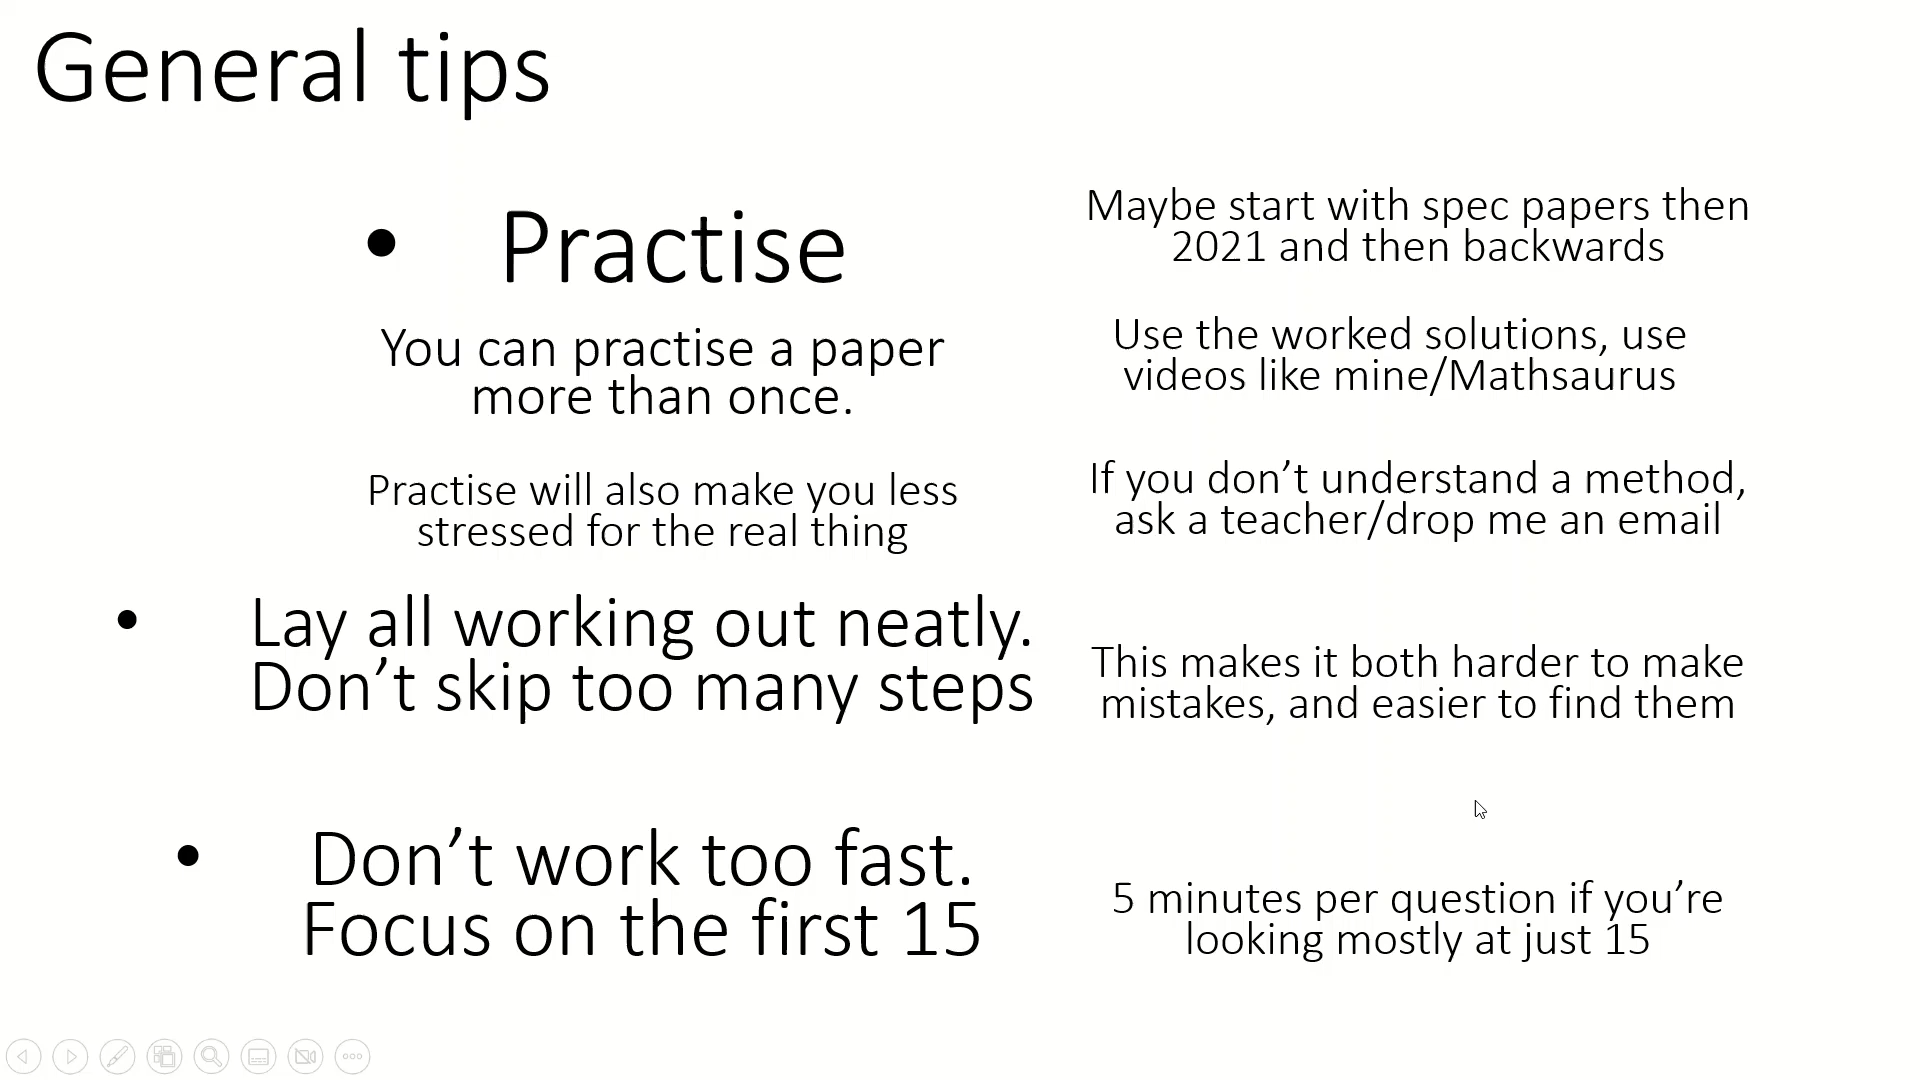 General tips
• Practise
You can practise a paper
more than once.
Practise will also make you less
stressed for the real thing
Maybe start with spec papers then
2021 and then backwards
Use the worked solutions, use
videos like mine/Mathsaurus
If you don’t understand a method,
ask a teacher/drop me an email
• Lay all working out neatly.
Don’t skip too many steps
This makes it both harder to make
mistakes, and easier to find them
• Don’t work too fast.
Focus on the first 15
5 minutes per question if you’re
looking mostly at just 15